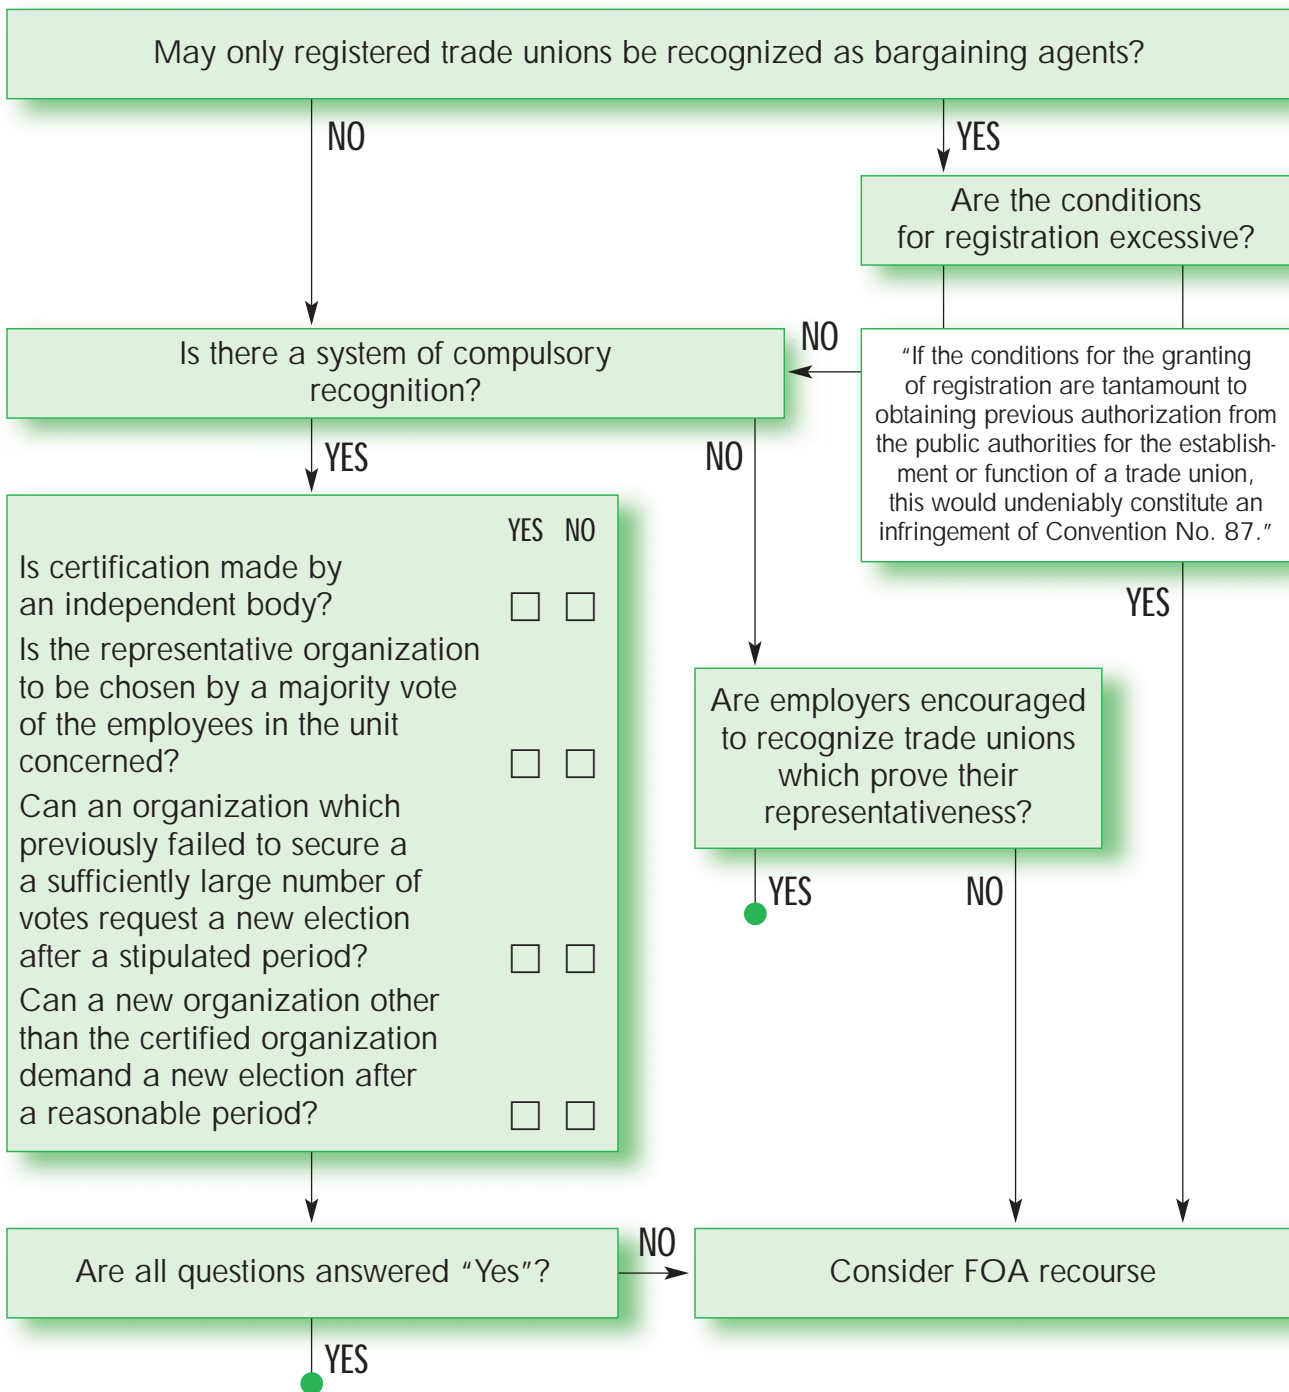 May only registered trade unions be recognized as bargaining agents?
NO
YES
Are the conditions
for registration excessive?
Is there a system of compulsory
recognition?
NO
"If the conditions for the granting
of registration are tantamount to
obtaining previous authorization from
the public authorities for the establish-
ment or function of a trade union,
this would undeniably constitute an
infringement of Convention No. 87."
YES
NO
YES
YES NO
Is certification made by
an independent body?
Is the representative organization
to be chosen by a majority vote
of the employees in the unit
concerned?
Can an organization which
previously failed to secure a
a sufficiently large number of
votes request a new election
after a stipulated period?
Can a new organization other
than the certified organization
demand a new election after
a reasonable period?
Are employers encouraged
to recognize trade unions
which prove their
representativeness?
YES
NO
Are all questions answered "Yes"?
NO
Consider FOA recourse
YES